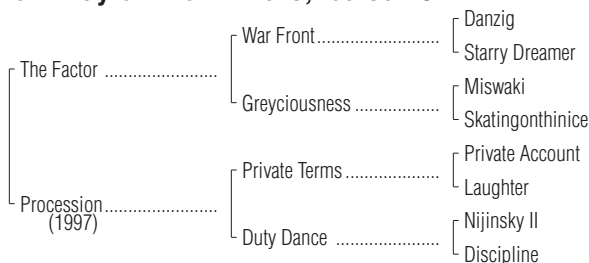 War Front........................ Danzig
Starry Dreamer
The Factor ........................
Greyciousness .................. Miswaki
Skatingonthinice
Private Terms.................... Private Account
Laughter
Procession........................
(1997)
Duty Dance ...................... Nijinsky II
Discipline